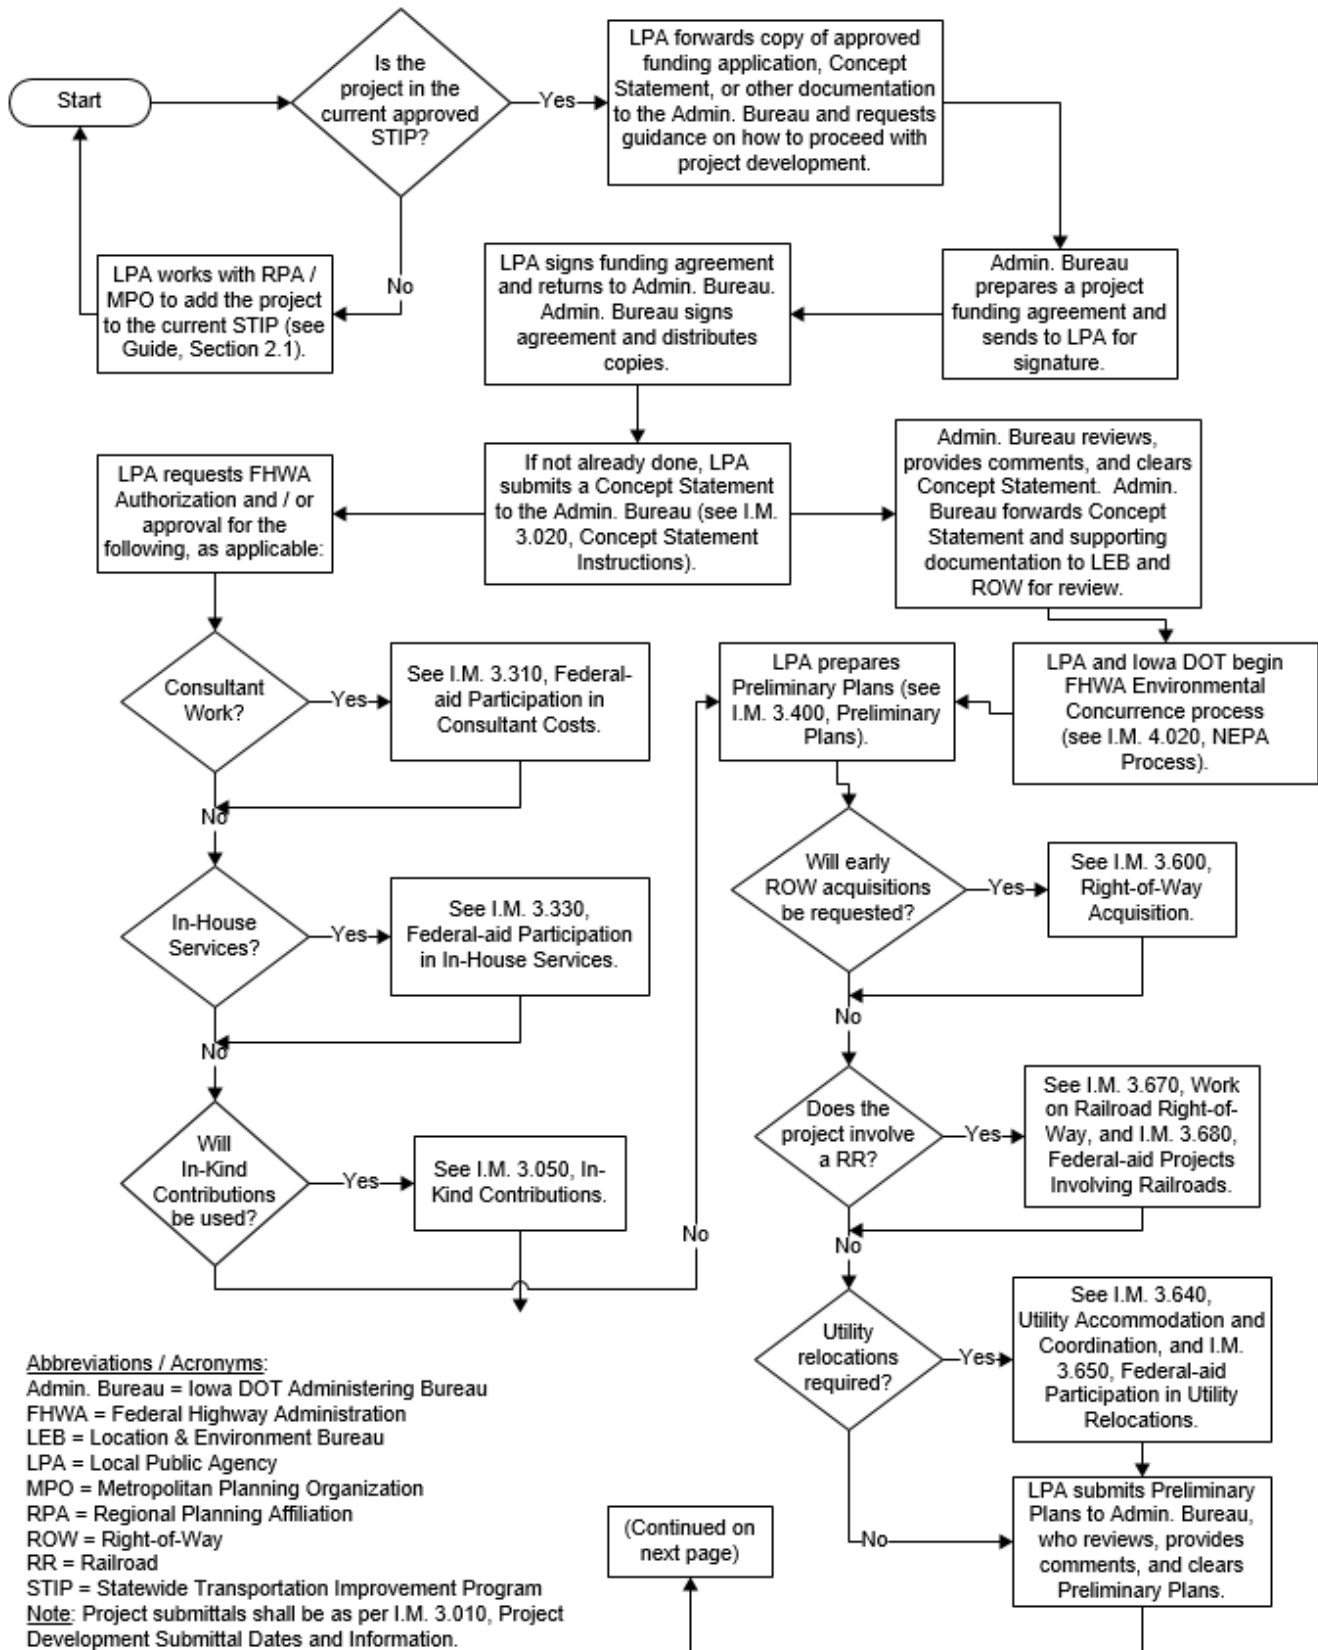 Start
Is the
project in the
current approved
STIP?
Yes
LPA forwards copy of approved
funding application, Concept
Statement, or other documentation
to the Admin. Bureau and requests
guidance on how to proceed with
project development.
No
LPA works with RPA /
MPO to add the project
to the current STIP (see
Guide, Section 2.1).
LPA signs funding agreement
and returns to Admin. Bureau.
Admin. Bureau signs
agreement and distributes
copies.
Admin. Bureau
prepares a project
funding agreement and
sends to LPA for
signature.
LPA requests FHWA
Authorization and / or
approval for the
following, as applicable:
If not already done, LPA
submits a Concept Statement
to the Admin. Bureau (see I.M.
3.020, Concept Statement
Instructions).
Admin. Bureau reviews,
provides comments, and clears
Concept Statement.  Admin.
Bureau forwards Concept
Statement and supporting
documentation to LEB and
ROW for review.
Consultant
Work?
Yes
See I.M. 3.310, Federal-
aid Participation in
Consultant Costs.
No
LPA prepares
Preliminary Plans (see
I.M. 3.400, Preliminary
Plans).
LPA and Iowa DOT begin
FHWA Environmental
Concurrence process
(see I.M. 4.020, NEPA
Process).
In-House
Services?
Yes
See I.M. 3.330,
Federal-aid Participation
in In-House Services.
No
Will early
ROW acquisitions
be requested?
Yes
See I.M. 3.600,
Right-of-Way
Acquisition.
No
Will
In-Kind
Contributions
be used?
Yes
See I.M. 3.050, In-
Kind Contributions.
No
Does the
project involve
a RR?
Yes
See I.M. 3.670, Work
on Railroad Right-of-
Way, and I.M. 3.680,
Federal-aid Projects
Involving Railroads.
No
Utility
relocations
required?
Yes
See I.M. 3.640,
Utility Accommodation and
Coordination, and I.M.
3.650, Federal-aid
Participation in Utility
Relocations.
No
LPA submits Preliminary
Plans to Admin. Bureau,
who reviews, provides
comments, and clears
Preliminary Plans.
(Continued on
next page)
Abbreviations / Acronyms:
Admin. Bureau = Iowa DOT Administering Bureau
FHWA = Federal Highway Administration
LEB = Location & Environment Bureau
LPA = Local Public Agency
MPO = Metropolitan Planning Organization
RPA = Regional Planning Affiliation
ROW = Right-of-Way
RR = Railroad
STIP = Statewide Transportation Improvement Program
Note: Project submittals shall be as per I.M. 3.010, Project
Development Submittal Dates and Information.